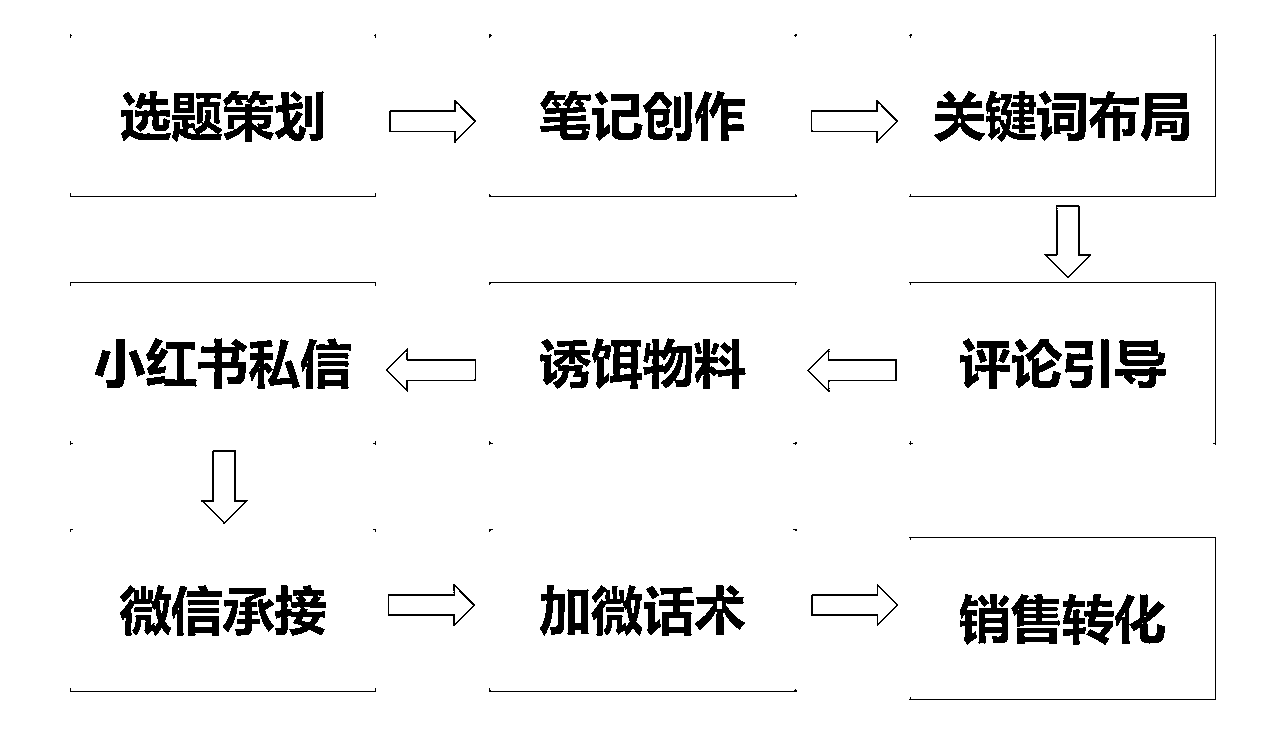 选题策划
笔记创作
关键词布局
评论引导
诱饵物料
小红书私信
微信承接
加微话术
销售转化